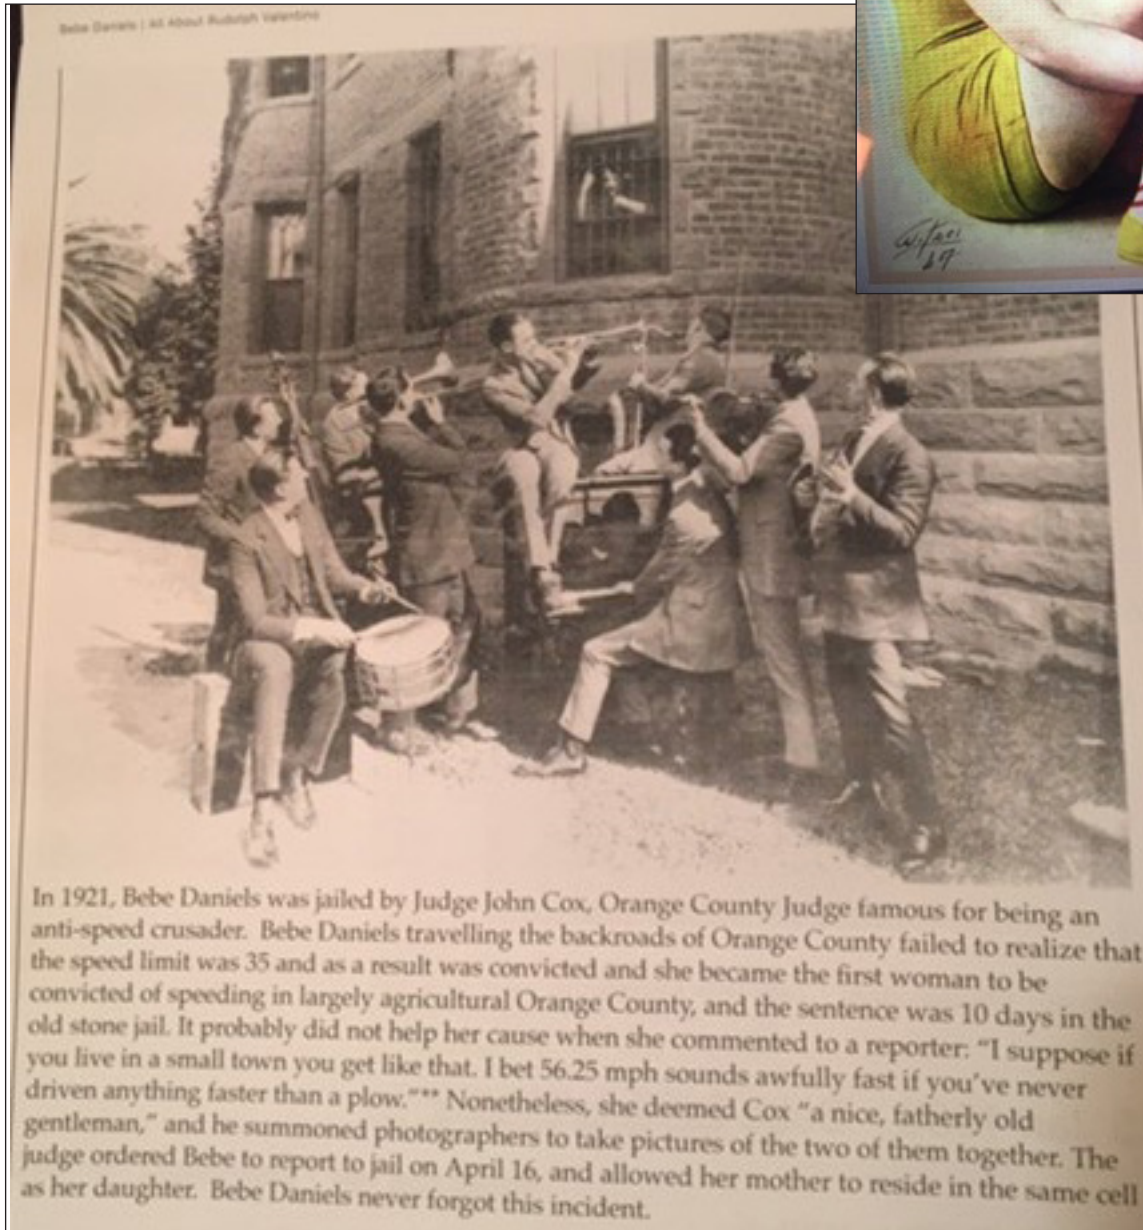 Bebe Daniels | All About Rudolph Valentino
In 1921, Bebe Daniels was jailed by Judge John Cox, Orange County Judge famous for being an
anti-speed crusader. Bebe Daniels travelling the backroads of Orange County failed to realize that
the speed limit was 35 and as a result was convicted and she became the first woman to be
convicted of speeding in largely agricultural Orange County, and the sentence was 10 days in the
old stone jail. It probably did not help her cause when she commented to a reporter: "I suppose if
you live in a small town you get like that. I bet 56.25 mph sounds awfully fast if you've never
driven anything faster than a plow."** Nonetheless, she deemed Cox "a nice, fatherly old
gentleman," and he summoned photographers to take pictures of the two of them together. The
judge ordered Bebe to report to jail on April 16, and allowed her mother to reside in the same cell
as her daughter. Bebe Daniels never forgot this incident.